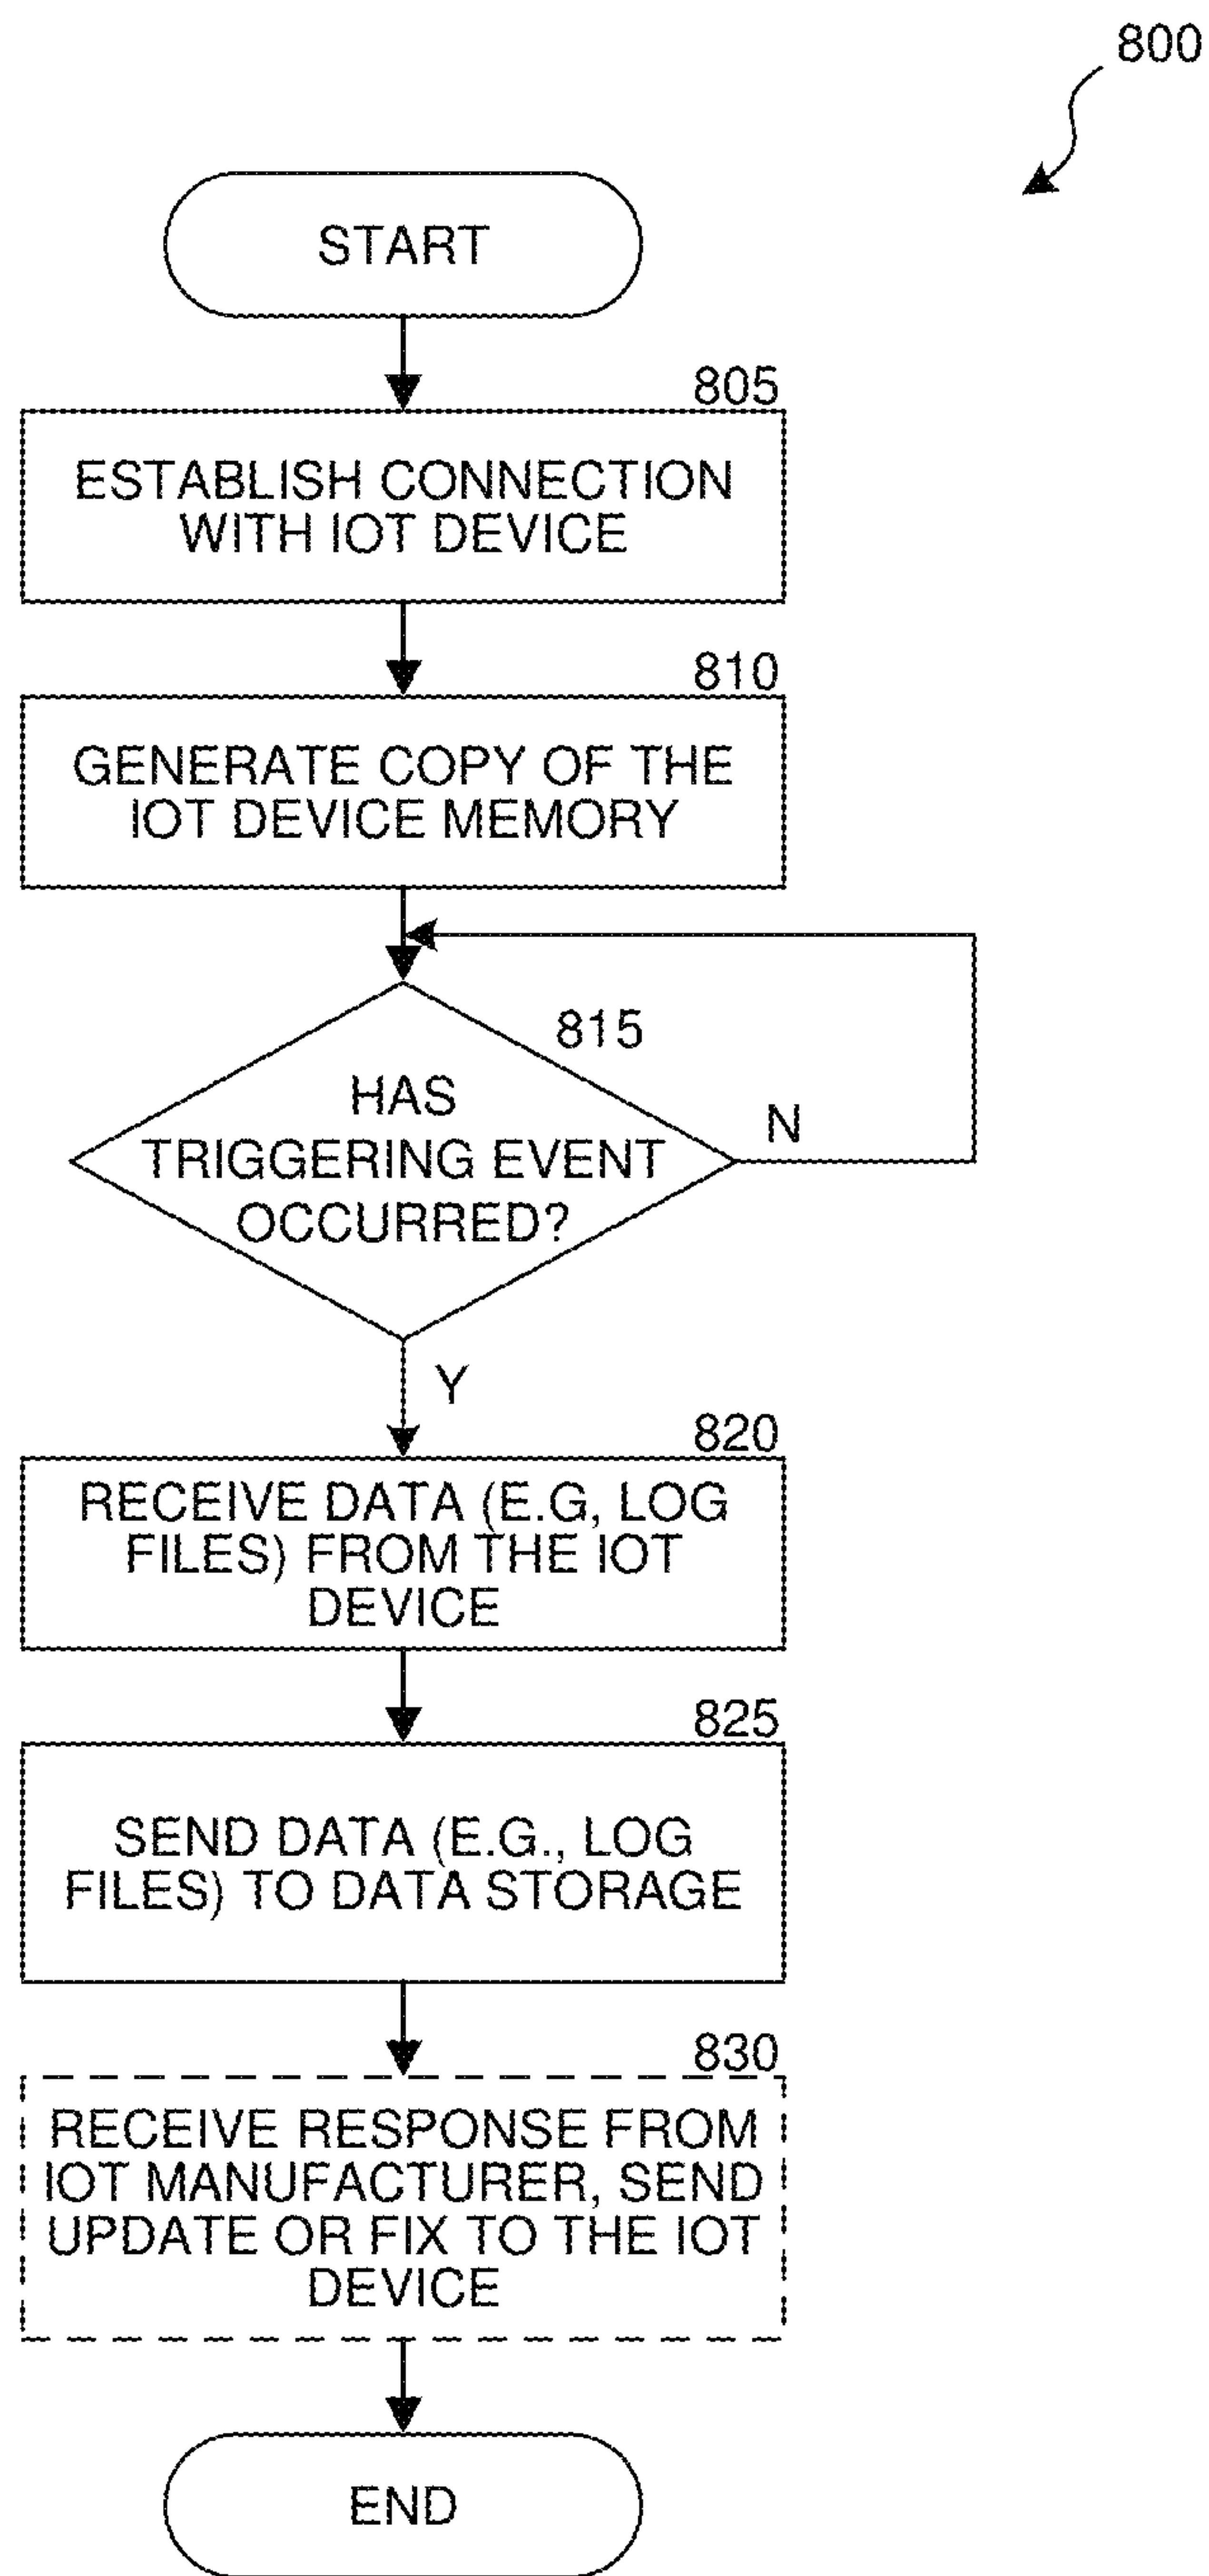 800
START
805
ESTABLISH CONNECTION
WITH IOT DEVICE
810
GENERATE COPY OF THE
IOT DEVICE MEMORY
815
HAS
TRIGGERING EVENT
OCCURRED?
N
Y
820
RECEIVE DATA (E.G, LOG
FILES) FROM THE IOT
DEVICE
825
SEND DATA (E.G., LOG
FILES) TO DATA STORAGE
830
RECEIVE RESPONSE FROM
IOT MANUFACTURER, SEND
UPDATE OR FIX TO THE IOT
DEVICE
END